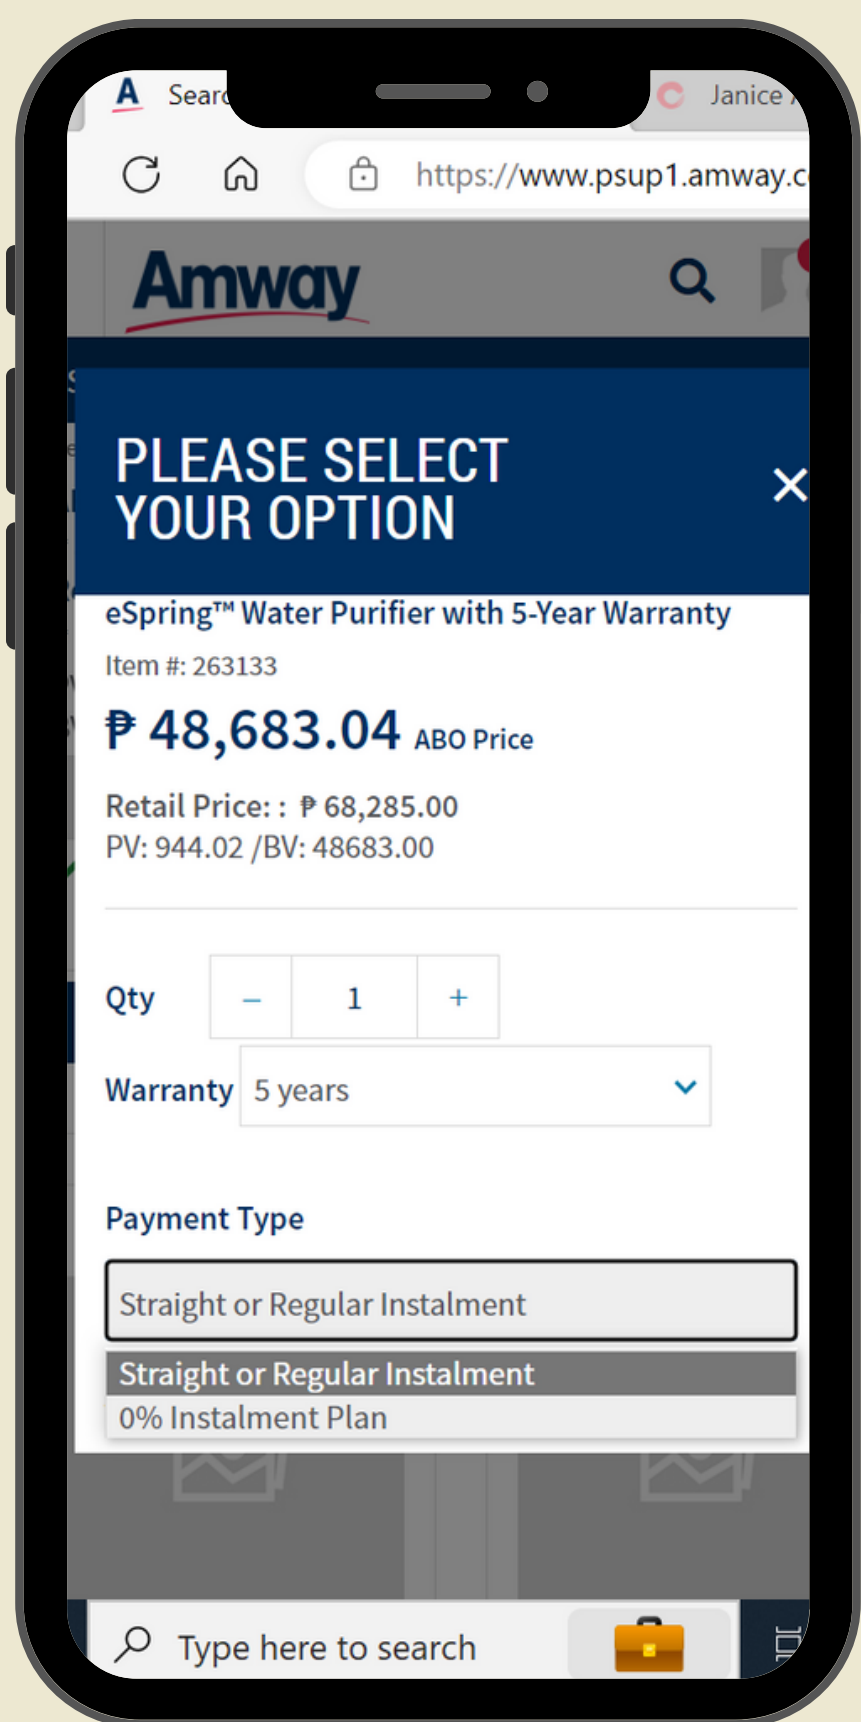 A Searc
Janice
https://www.psup1.amway.c
Amway
PLEASE SELECT
YOUR OPTION
eSpring™ Water Purifier with 5-Year Warranty
Item #: 263133
₱ 48,683.04 ABO Price
Retail Price: : ₱ 68,285.00
PV: 944.02 /BV: 48683.00
Qty − 1 +
Warranty 5 years
Payment Type
Straight or Regular Instalment
Straight or Regular Instalment
0% Instalment Plan
Type here to search